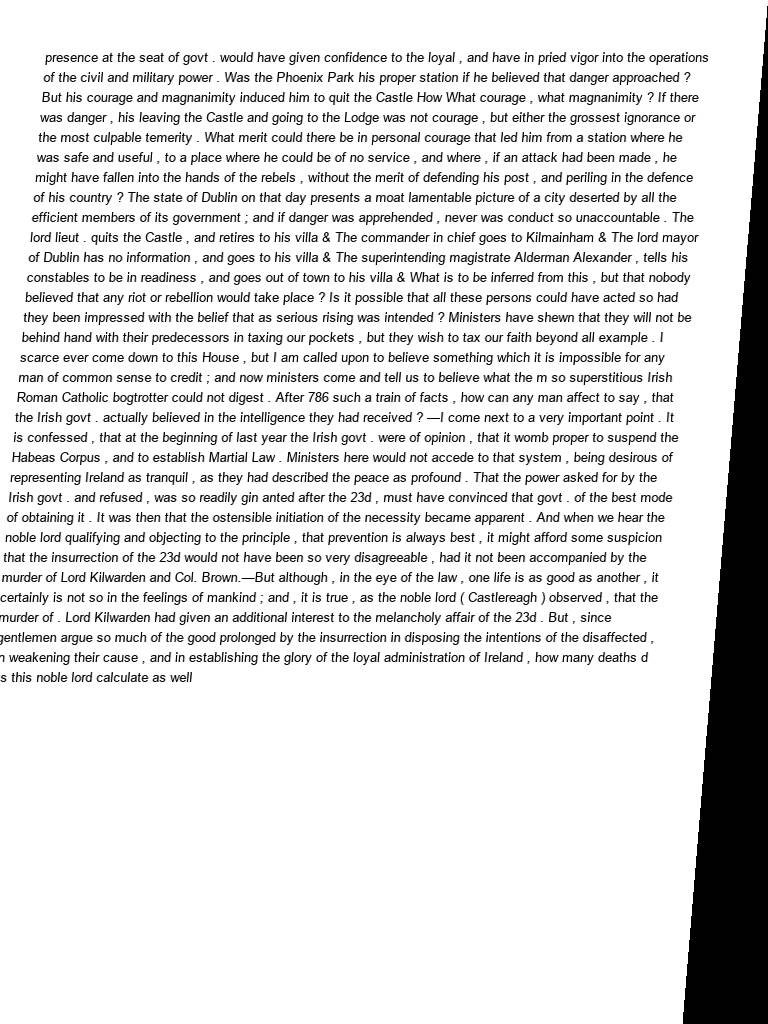 presence at the seat of govt . would have given confidence to the loyal , and have in pried vigor into the operations
of the civil and military power . Was the Phoenix Park his proper station if he believed that danger approached ?
But his courage and magnanimity induced him to quit the Castle How What courage , what magnanimity ? If there
was danger , his leaving the Castle and going to the Lodge was not courage , but either the grossest ignorance or
the most culpable temerity . What merit could there be in personal courage that led him from a station where he
was safe and useful , to a place where he could be of no service , and where , if an attack had been made , he
might have fallen into the hands of the rebels , without the merit of defending his post , and periling in the defence
of his country ? The state of Dublin on that day presents a moat lamentable picture of a city deserted by all the
efficient members of its government ; and if danger was apprehended , never was conduct so unaccountable . The
lord lieut . quits the Castle , and retires to his villa & The commander in chief goes to Kilmainham & The lord mayor
of Dublin has no information , and goes to his villa & The superintending magistrate Alderman Alexander , tells his
constables to be in readiness , and goes out of town to his villa & What is to be inferred from this , but that nobody
believed that any riot or rebellion would take place ? Is it possible that all these persons could have acted so had
they been impressed with the belief that as serious rising was intended ? Ministers have shewn that they will not be
behind hand with their predecessors in taxing our pockets , but they wish to tax our faith beyond all example . I
scarce ever come down to this House , but I am called upon to believe something which it is impossible for any
man of common sense to credit ; and now ministers come and tell us to believe what the m so superstitious Irish
Roman Catholic bogtrotter could not digest . After 786 such a train of facts , how can any man affect to say , that
the Irish govt . actually believed in the intelligence they had received ? —I come next to a very important point . It
is confessed , that at the beginning of last year the Irish govt . were of opinion , that it womb proper to suspend the
Habeas Corpus , and to establish Martial Law . Ministers here would not accede to that system , being desirous of
representing Ireland as tranquil , as they had described the peace as profound . That the power asked for by the
Irish govt . and refused , was so readily gin anted after the 23d , must have convinced that govt . of the best mode
of obtaining it . It was then that the ostensible initiation of the necessity became apparent . And when we hear the
noble lord qualifying and objecting to the principle , that prevention is always best , it might afford some suspicion
that the insurrection of the 23d would not have been so very disagreeable , had it not been accompanied by the
murder of Lord Kilwarden and Col. Brown.—But although , in the eye of the law , one life is as good as another , it
certainly is not so in the feelings of mankind ; and , it is true , as the noble lord ( Castlereagh ) observed , that the
murder of . Lord Kilwarden had given an additional interest to the melancholy affair of the 23d . But , since
gentlemen argue so much of the good prolonged by the insurrection in disposing the intentions of the disaffected ,
n weakening their cause , and in establishing the glory of the loyal administration of Ireland , how many deaths d
s this noble lord calculate as well